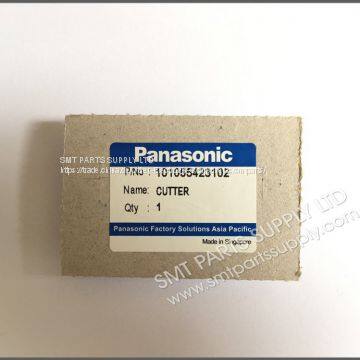 Panasonic
P/No : 101065423102
SMT PARTS SUPPLY LTD
Name: CUTTER
Qty : 1
Panasonic Factory Solutions Asia Pacific
Made in Singapore
SMT PARTS SUPPLY LTD
www.smtpartssupply.com